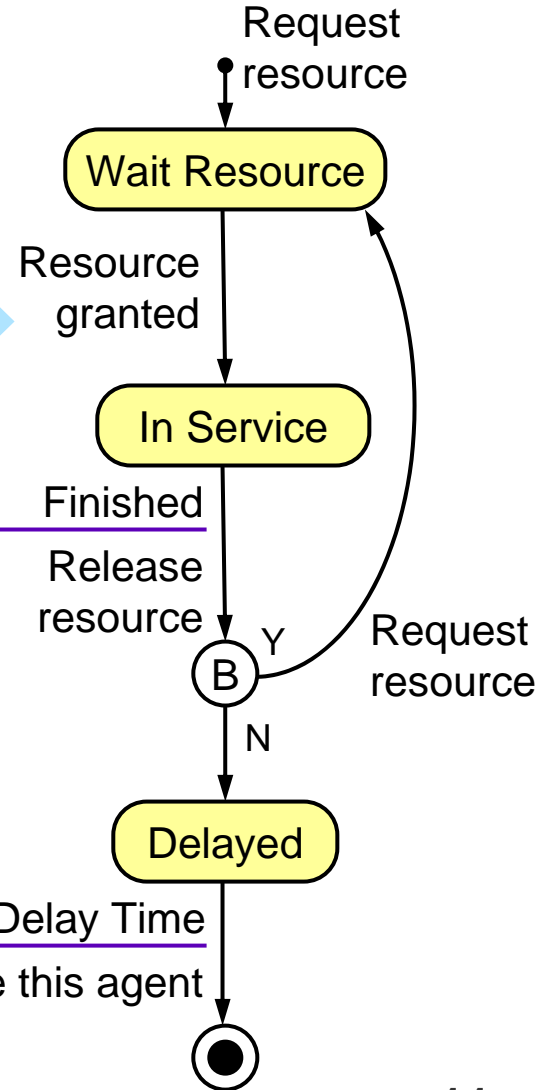 Request
resource
Wait Resource
Resource
granted
In Service
Finished
Release
resource
Y
Request
resource
B
N
Delayed
Delay Time
this agent